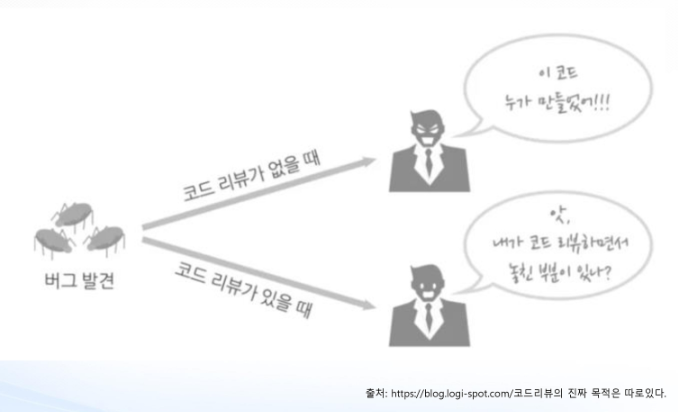 이 코드
누가 만들었어!!!
코드 리뷰가 없을 때
앗,
내가 코드 리뷰하면서
놓친 부분이 있나?
버그 발견
코드 리뷰가 있을 때
출처: https://blog.logi-spot.com/코드리뷰의 진짜 목적은 따로있다.